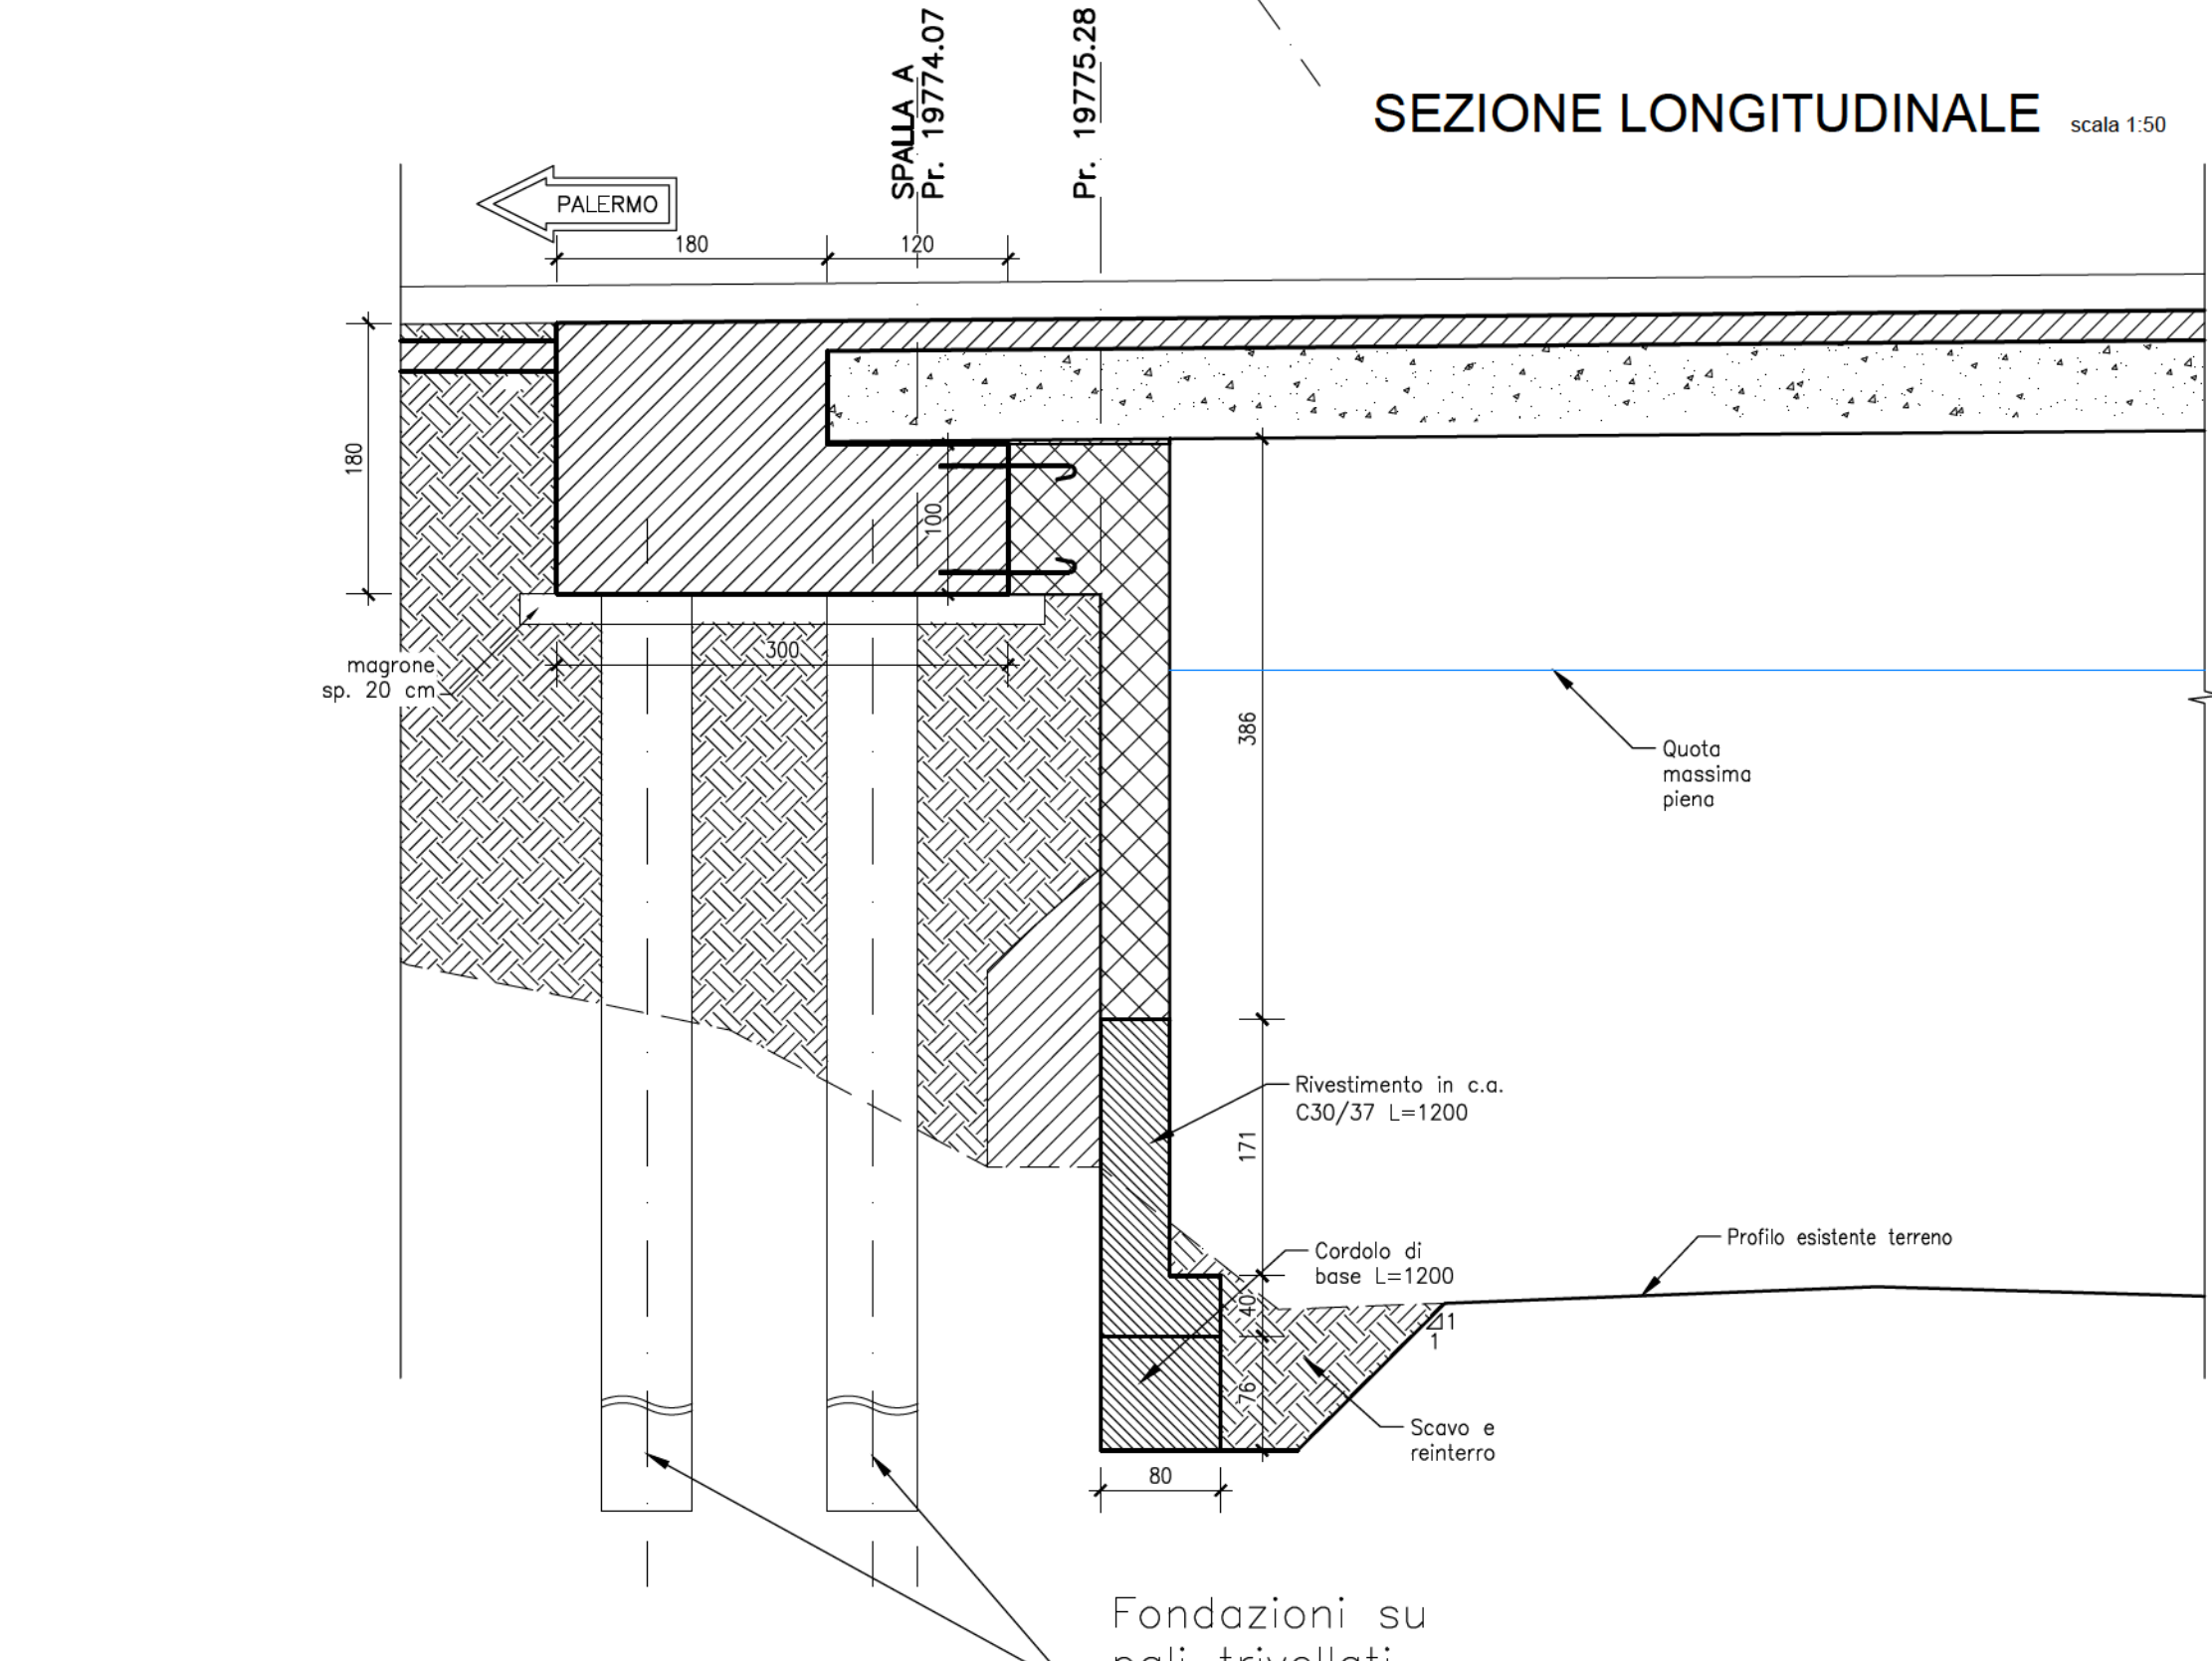 SPALLA A
Pr. 19774.07
Pr. 19775.28
SEZIONE LONGITUDINALE scala 1:50
PALERMO
180
120
180
100
magrone
sp. 20 cm
300
386
Quota
massima
piena
Rivestimento in c.a.
C30/37 L=1200
171
Profilo esistente terreno
Cordolo di
base L=1200
40
1
1
76
Scavo e
reinterro
80
Fondazioni su
pali trivellati